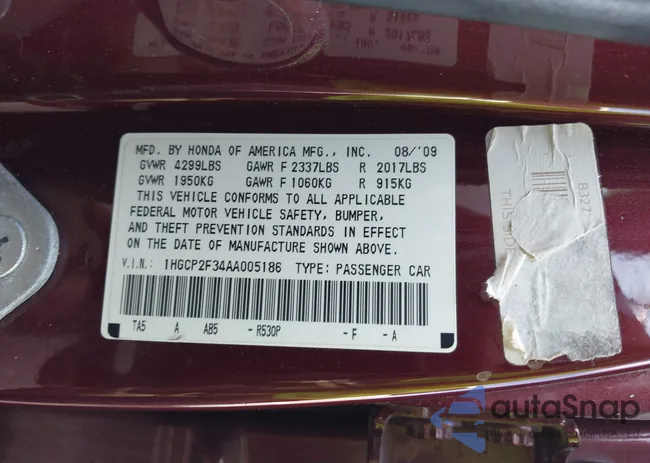 MFD. BY HONDA OF AMERICA MFG., INC. 08/'09
GVWR 4299LBS GAWR F 2337LBS R 2017LBS
GVWR 1950KG GAWR F 1060KG R 915KG
THIS VEHICLE CONFORMS TO ALL APPLICABLE
FEDERAL MOTOR VEHICLE SAFETY, BUMPER,
AND THEFT PREVENTION STANDARDS IN EFFECT
ON THE DATE OF MANUFACTURE SHOWN ABOVE.
V.I.N.: 1HGCP2F34AA005186 TYPE: PASSENGER CAR
TA5 A AB5 - R530P - F - A
8327
THIS
autoSnap